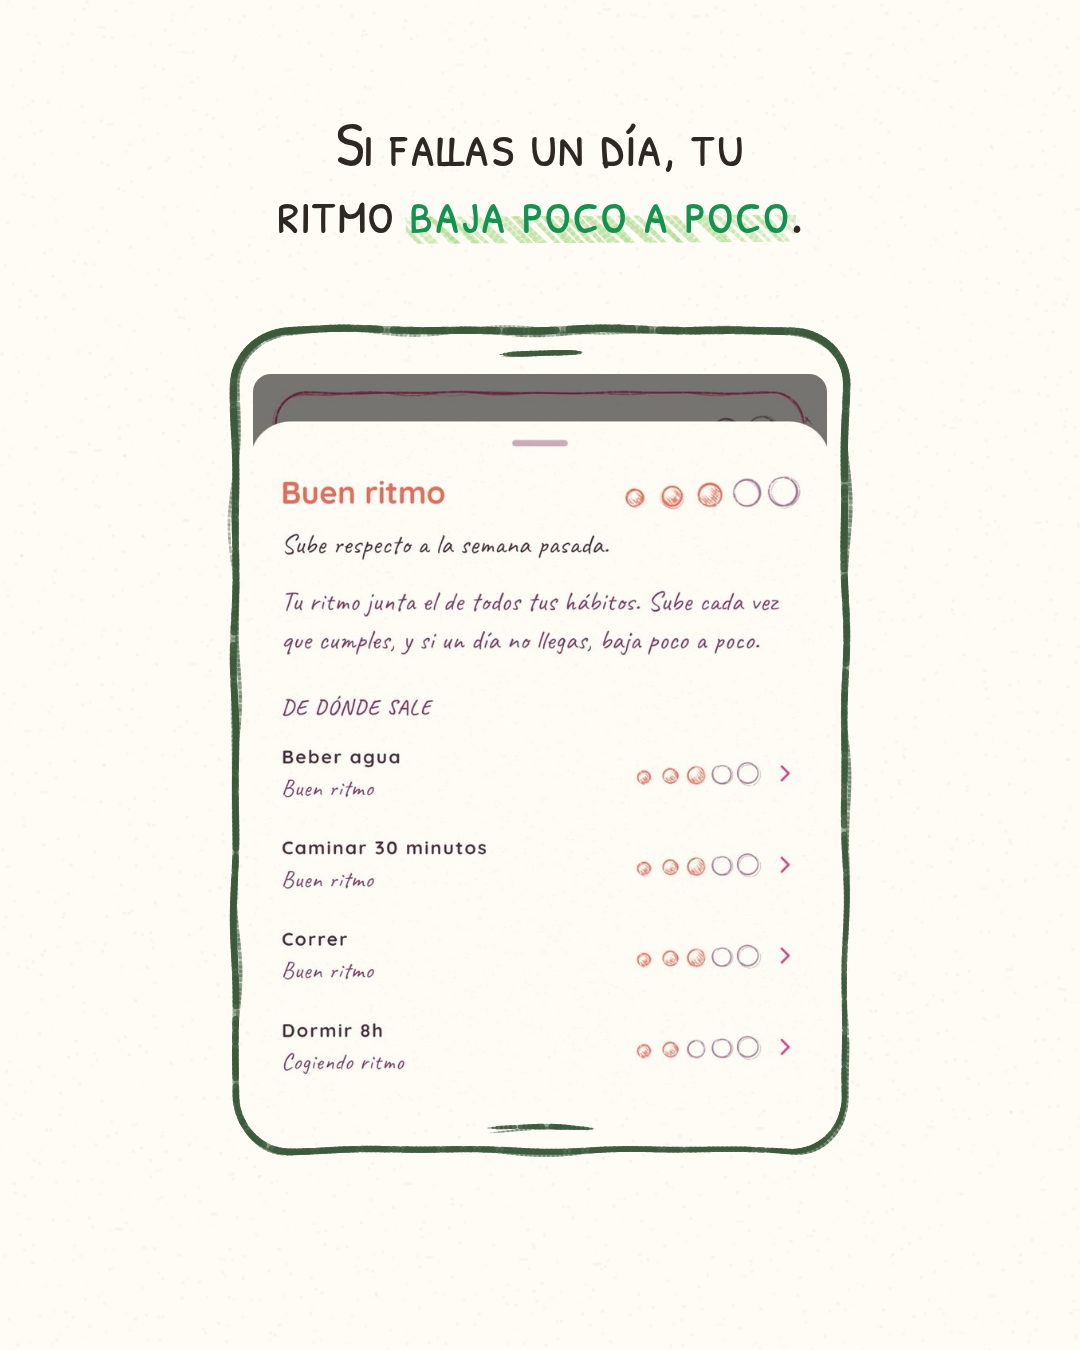 Si fallas un día, tu
ritmo baja poco a poco.
Buen ritmo
Sube respecto a la semana pasada.
Tu ritmo junta el de todos tus hábitos. Sube cada vez
que cumples, y si un día no llegas, baja poco a poco.
DE DÓNDE SALE
Beber agua
Buen ritmo
Caminar 30 minutos
Buen ritmo
Correr
Buen ritmo
Dormir 8h
Cogiendo ritmo